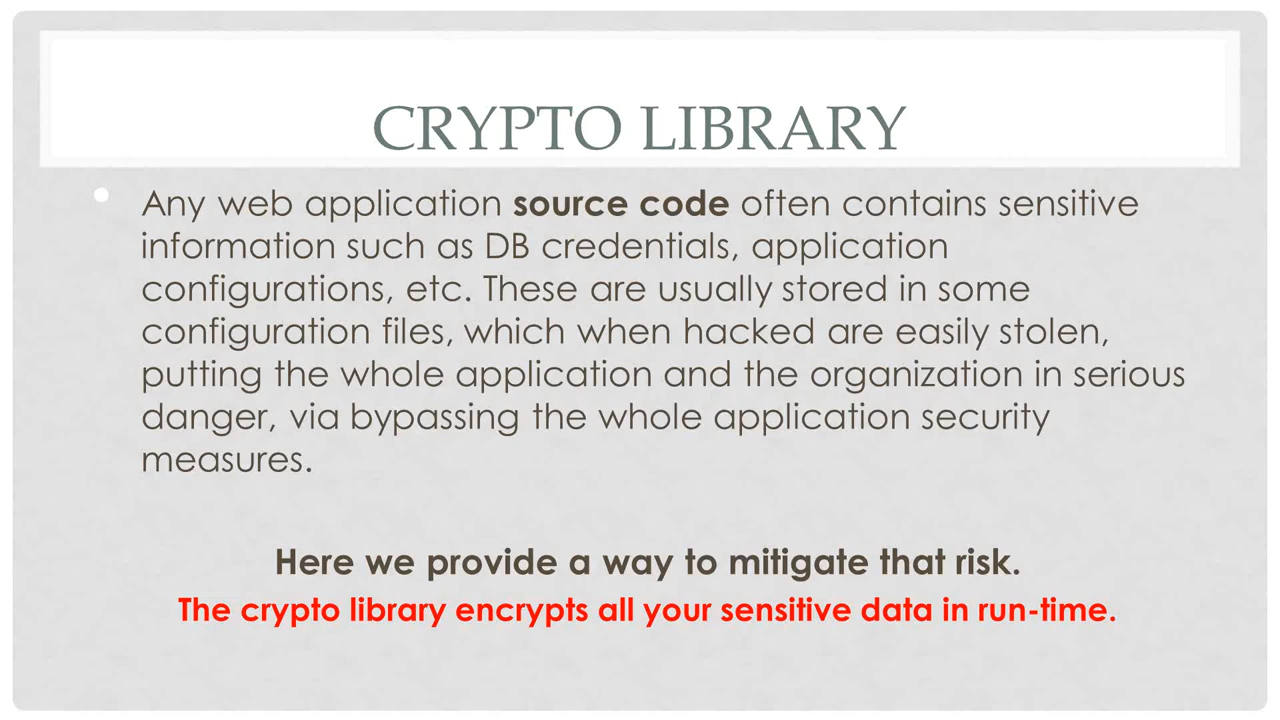 CRYPTO LIBRARY
• Any web application source code often contains sensitive
information such as DB credentials, application
configurations, etc. These are usually stored in some
configuration files, which when hacked are easily stolen,
putting the whole application and the organization in serious
danger, via bypassing the whole application security
measures.
Here we provide a way to mitigate that risk.
The crypto library encrypts all your sensitive data in run-time.